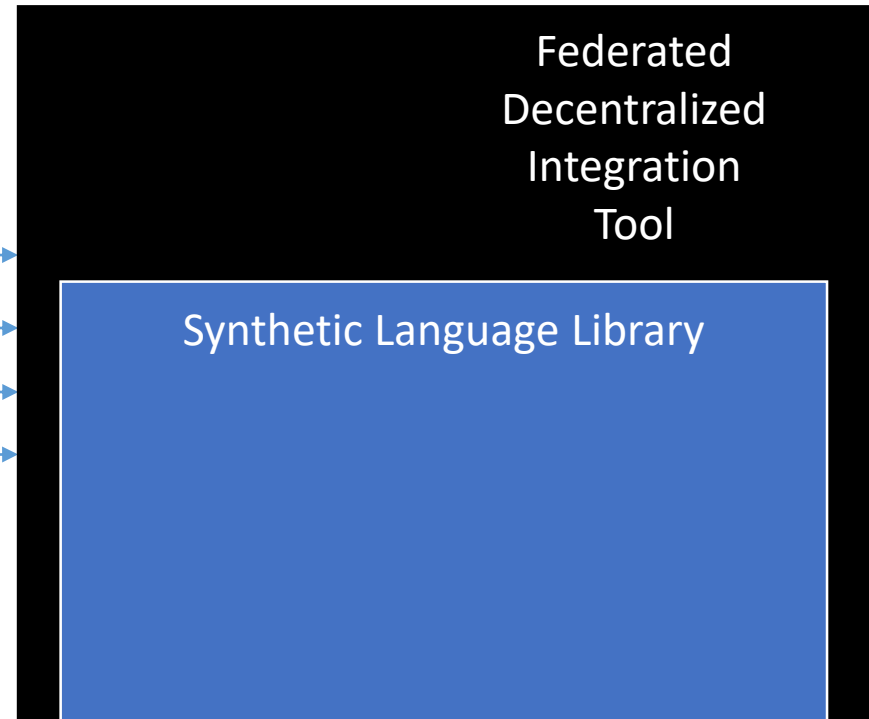 Federated
Decentralized
Integration
Tool
Synthetic Language Library